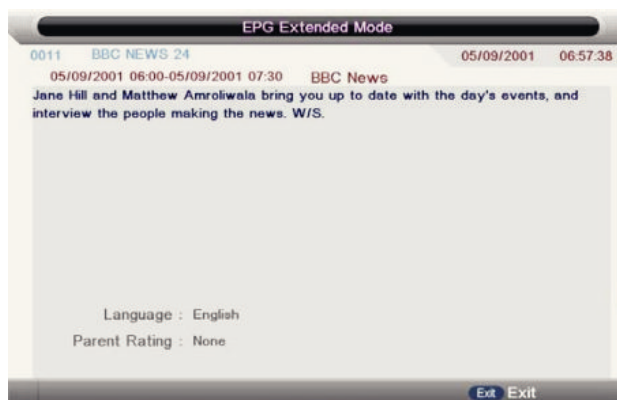 EPG Extended Mode
0011 BBC NEWS 24 05/09/2001 06:57:38
05/09/2001 06:00-05/09/2001 07:30 BBC News
Jane Hill and Matthew Amroliwala bring you up to date with the day's events, and
interview the people making the news. W/S.
Language : English
Parent Rating : None
Exit Exit